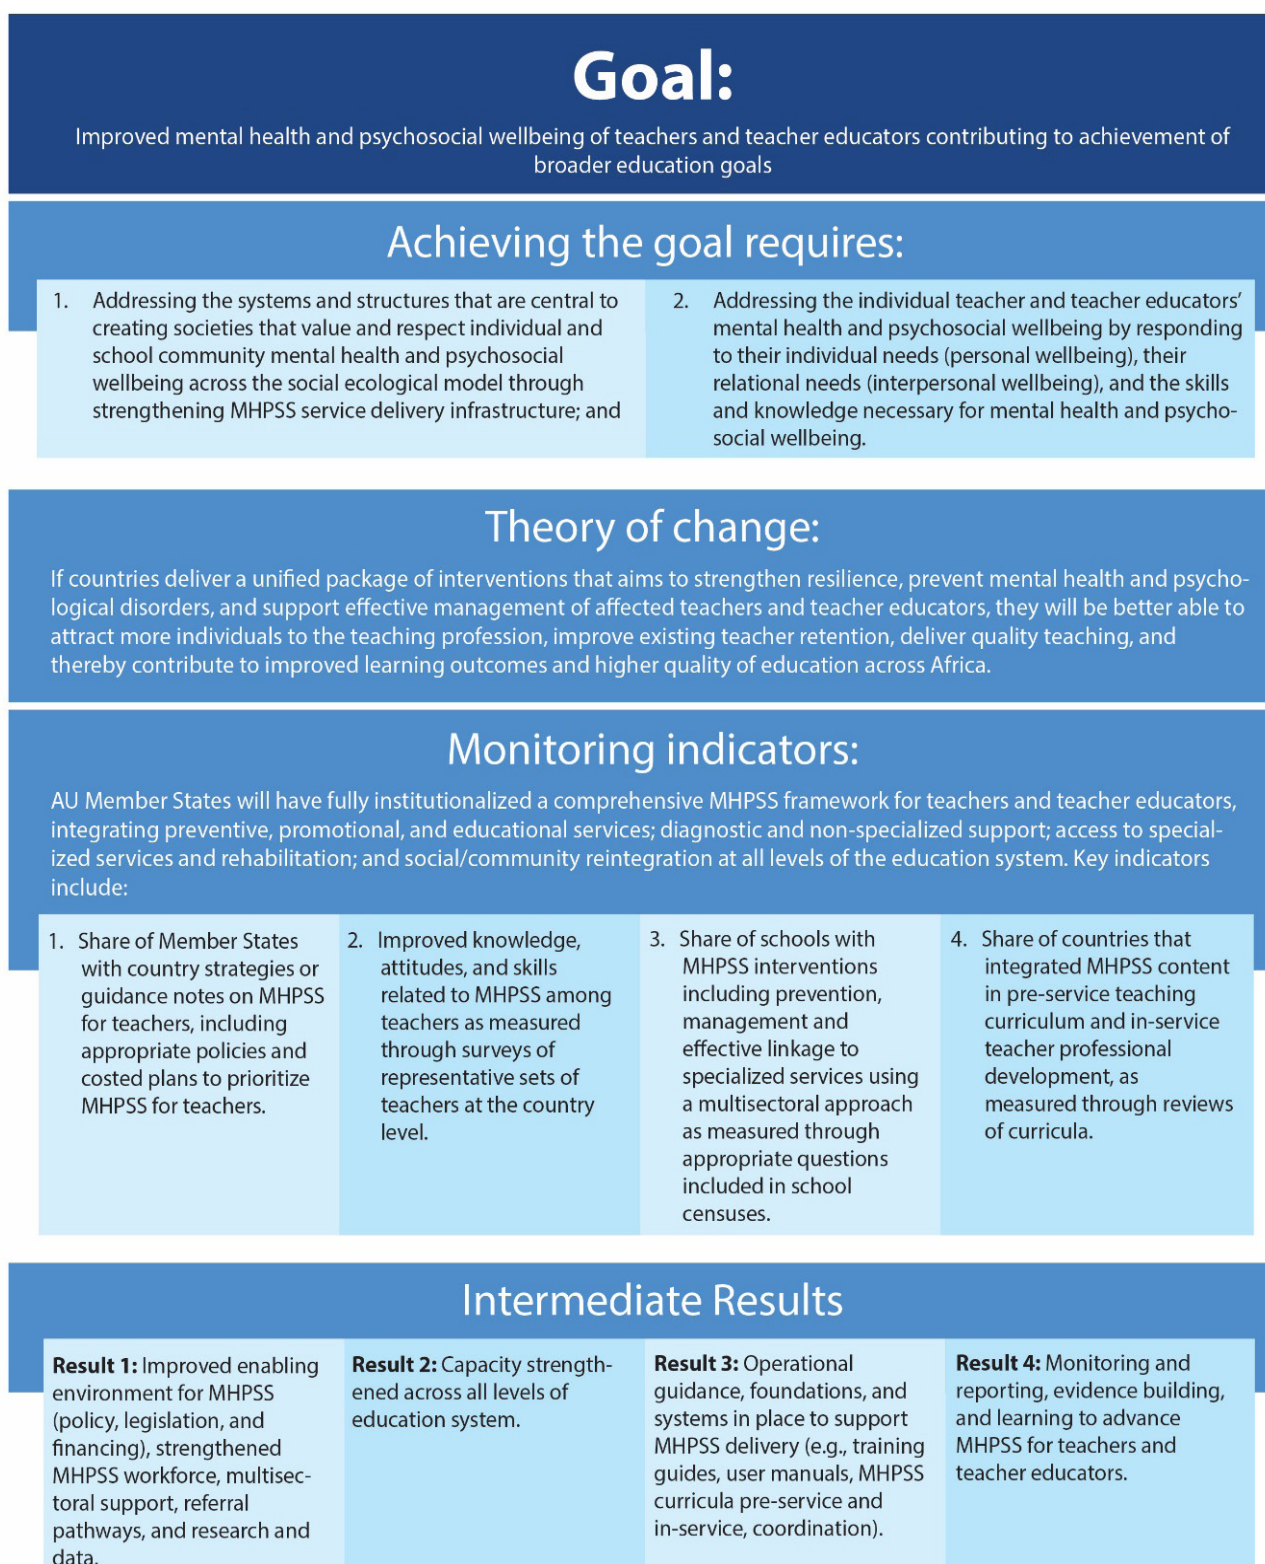 Goal:
Improved mental health and psychosocial wellbeing of teachers and teacher educators contributing to achievement of
broader education goals
Achieving the goal requires:
1. Addressing the systems and structures that are central to
creating societies that value and respect individual and
school community mental health and psychosocial
wellbeing across the social ecological model through
strengthening MHPSS service delivery infrastructure; and
2. Addressing the individual teacher and teacher educators’
mental health and psychosocial wellbeing by responding
to their individual needs (personal wellbeing), their
relational needs (interpersonal wellbeing), and the skills
and knowledge necessary for mental health and psycho-
social wellbeing.
Theory of change:
If countries deliver a unified package of interventions that aims to strengthen resilience, prevent mental health and psycho-
logical disorders, and support effective management of affected teachers and teacher educators, they will be better able to
attract more individuals to the teaching profession, improve existing teacher retention, deliver quality teaching, and
thereby contribute to improved learning outcomes and higher quality of education across Africa.
Monitoring indicators:
AU Member States will have fully institutionalized a comprehensive MHPSS framework for teachers and teacher educators,
integrating preventive, promotional, and educational services; diagnostic and non-specialized support; access to special-
ized services and rehabilitation; and social/community reintegration at all levels of the education system. Key indicators
include:
1. Share of Member States
with country strategies or
guidance notes on MHPSS
for teachers, including
appropriate policies and
costed plans to prioritize
MHPSS for teachers.
2. Improved knowledge,
attitudes, and skills
related to MHPSS among
teachers as measured
through surveys of
representative sets of
teachers at the country
level.
3. Share of schools with
MHPSS interventions
including prevention,
management and
effective linkage to
specialized services using
a multisectoral approach
as measured through
appropriate questions
included in school
censuses.
4. Share of countries that
integrated MHPSS content
in pre-service teaching
curriculum and in-service
teacher professional
development, as
measured through reviews
of curricula.
Intermediate Results
Result 1: Improved enabling
environment for MHPSS
(policy, legislation, and
financing), strengthened
MHPSS workforce, multisec-
toral support, referral
pathways, and research and
data.
Result 2: Capacity strength-
ened across all levels of
education system.
Result 3: Operational
guidance, foundations, and
systems in place to support
MHPSS delivery (e.g., training
guides, user manuals, MHPSS
curricula pre-service and
in-service, coordination).
Result 4: Monitoring and
reporting, evidence building,
and learning to advance
MHPSS for teachers and
teacher educators.